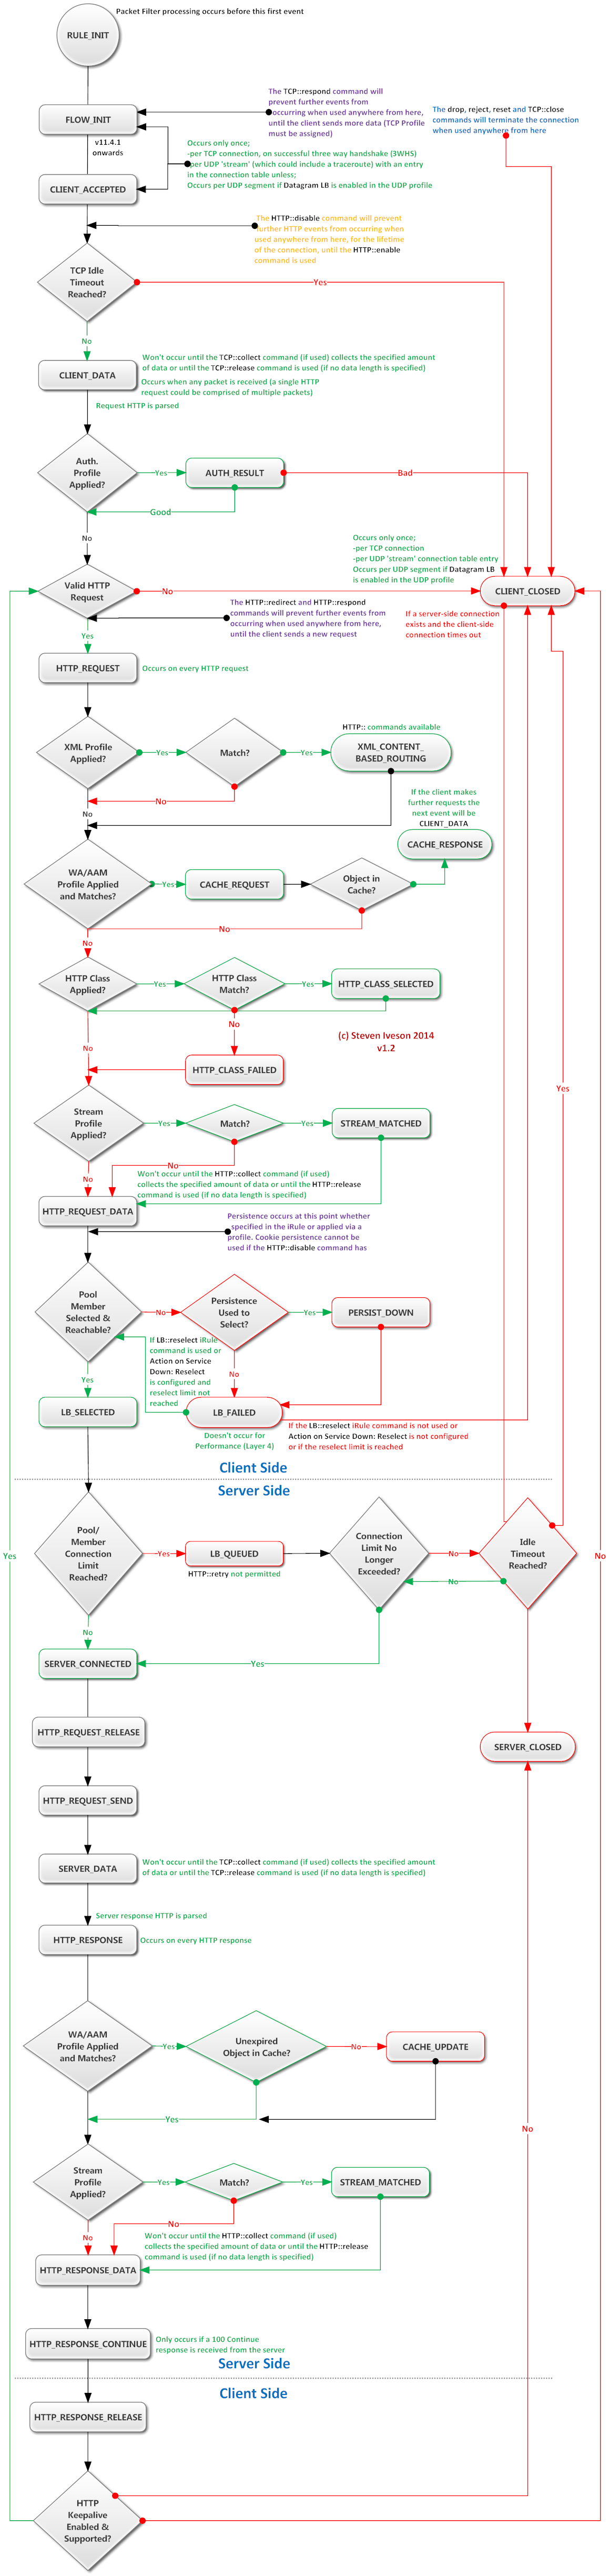 Packet Filter processing occurs before this first event
RULE_INIT
The TCP::respond command will
prevent further events from
occurring when used anywhere from here,
until the client sends more data (TCP Profile
must be assigned)
The drop, reject, reset and TCP::close
commands will terminate the connection
when used anywhere from here
FLOW_INIT
v11.4.1
onwards
Occurs only once;
-per TCP connection, on successful three way handshake (3WHS)
-per UDP 'stream' (which could include a traceroute) with an entry
in the connection table unless;
Occurs per UDP segment if Datagram LB is enabled in the UDP profile
CLIENT_ACCEPTED
The HTTP::disable command will prevent
further HTTP events from occurring when
used anywhere from here, for the lifetime
of the connection, until the HTTP::enable
command is used
TCP Idle
Timeout
Reached?
Yes
No
CLIENT_DATA
Won't occur until the TCP::collect command (if used) collects the specified amount
of data or until the TCP::release command is used (if no data length is specified)
Occurs when any packet is received (a single HTTP
request could be comprised of multiple packets)
Request HTTP is parsed
Auth.
Profile
Applied?
Yes
AUTH_RESULT
Bad
Good
No
Occurs only once;
-per TCP connection
-per UDP 'stream' connection table entry
Occurs per UDP segment if Datagram LB
is enabled in the UDP profile
Valid HTTP
Request
No
CLIENT_CLOSED
The HTTP::redirect and HTTP::respond
commands will prevent further events from
occurring when used anywhere from here,
until the client sends a new request
If a server-side connection
exists and the client-side
connection times out
Yes
HTTP_REQUEST
Occurs on every HTTP request
HTTP:: commands available
XML Profile
Applied?
Yes
Match?
Yes
XML_CONTENT_
BASED_ROUTING
No
No
If the client makes
further requests the
next event will be
CLIENT_DATA
CACHE_RESPONSE
WA/AAM
Profile Applied
and Matches?
Yes
CACHE_REQUEST
Object in
Cache?
No
No
HTTP Class
Applied?
Yes
HTTP Class
Match?
Yes
HTTP_CLASS_SELECTED
No
(c) Steven Iveson 2014
v1.2
No
HTTP_CLASS_FAILED
Yes
Stream
Profile
Applied?
Yes
Match?
Yes
STREAM_MATCHED
No
No
Won't occur until the HTTP::collect command (if used)
collects the specified amount of data or until the HTTP::release
command is used (if no data length is specified)
HTTP_REQUEST_DATA
Persistence occurs at this point whether
specified in the iRule or applied via a
profile. Cookie persistence cannot be
used if the HTTP::disable command has
Pool
Member
Selected &
Reachable?
No
Persistence
Used to
Select?
Yes
PERSIST_DOWN
If LB::reselect iRule
command is used or
Action on Service
Down: Reselect
is configured and
reselect limit not
reached
Yes
No
LB_SELECTED
LB_FAILED
Doesn't occur for
Performance (Layer 4)
If the LB::reselect iRule command is not used or
Action on Service Down: Reselect is not configured
or if the reselect limit is reached
Client Side
Server Side
Pool/
Member
Connection
Limit
Reached?
Yes
LB_QUEUED
HTTP::retry not permitted
Connection
Limit No
Longer
Exceeded?
No
No
Idle
Timeout
Reached?
Yes
No
No
SERVER_CONNECTED
Yes
HTTP_REQUEST_RELEASE
SERVER_CLOSED
HTTP_REQUEST_SEND
SERVER_DATA
Won't occur until the TCP::collect command (if used) collects the specified amount
of data or until the TCP::release command is used (if no data length is specified)
Server response HTTP is parsed
HTTP_RESPONSE
Occurs on every HTTP response
WA/AAM
Profile Applied
and Matches?
Yes
Unexpired
Object in Cache?
No
CACHE_UPDATE
Yes
No
Stream
Profile
Applied?
Yes
Match?
Yes
STREAM_MATCHED
No
No
Won't occur until the HTTP::collect command (if used)
collects the specified amount of data or until the HTTP::release
command is used (if no data length is specified)
HTTP_RESPONSE_DATA
HTTP_RESPONSE_CONTINUE
Only occurs if a 100 Continue
response is received from the server
Server Side
Client Side
HTTP_RESPONSE_RELEASE
HTTP
Keepalive
Enabled &
Supported?